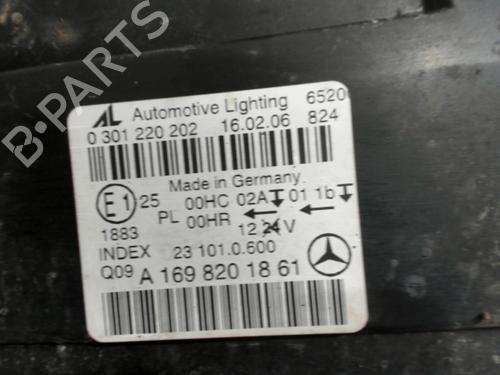 B-PARTS
AL Automotive Lighting 6520
0 301 220 202 16.02.06 824
Made in Germany
E1 25 00HC 02A 01 1b
PL 00HR
1883 12 24 V
INDEX 23 101.0.600
Q09 A 169 820 18 61